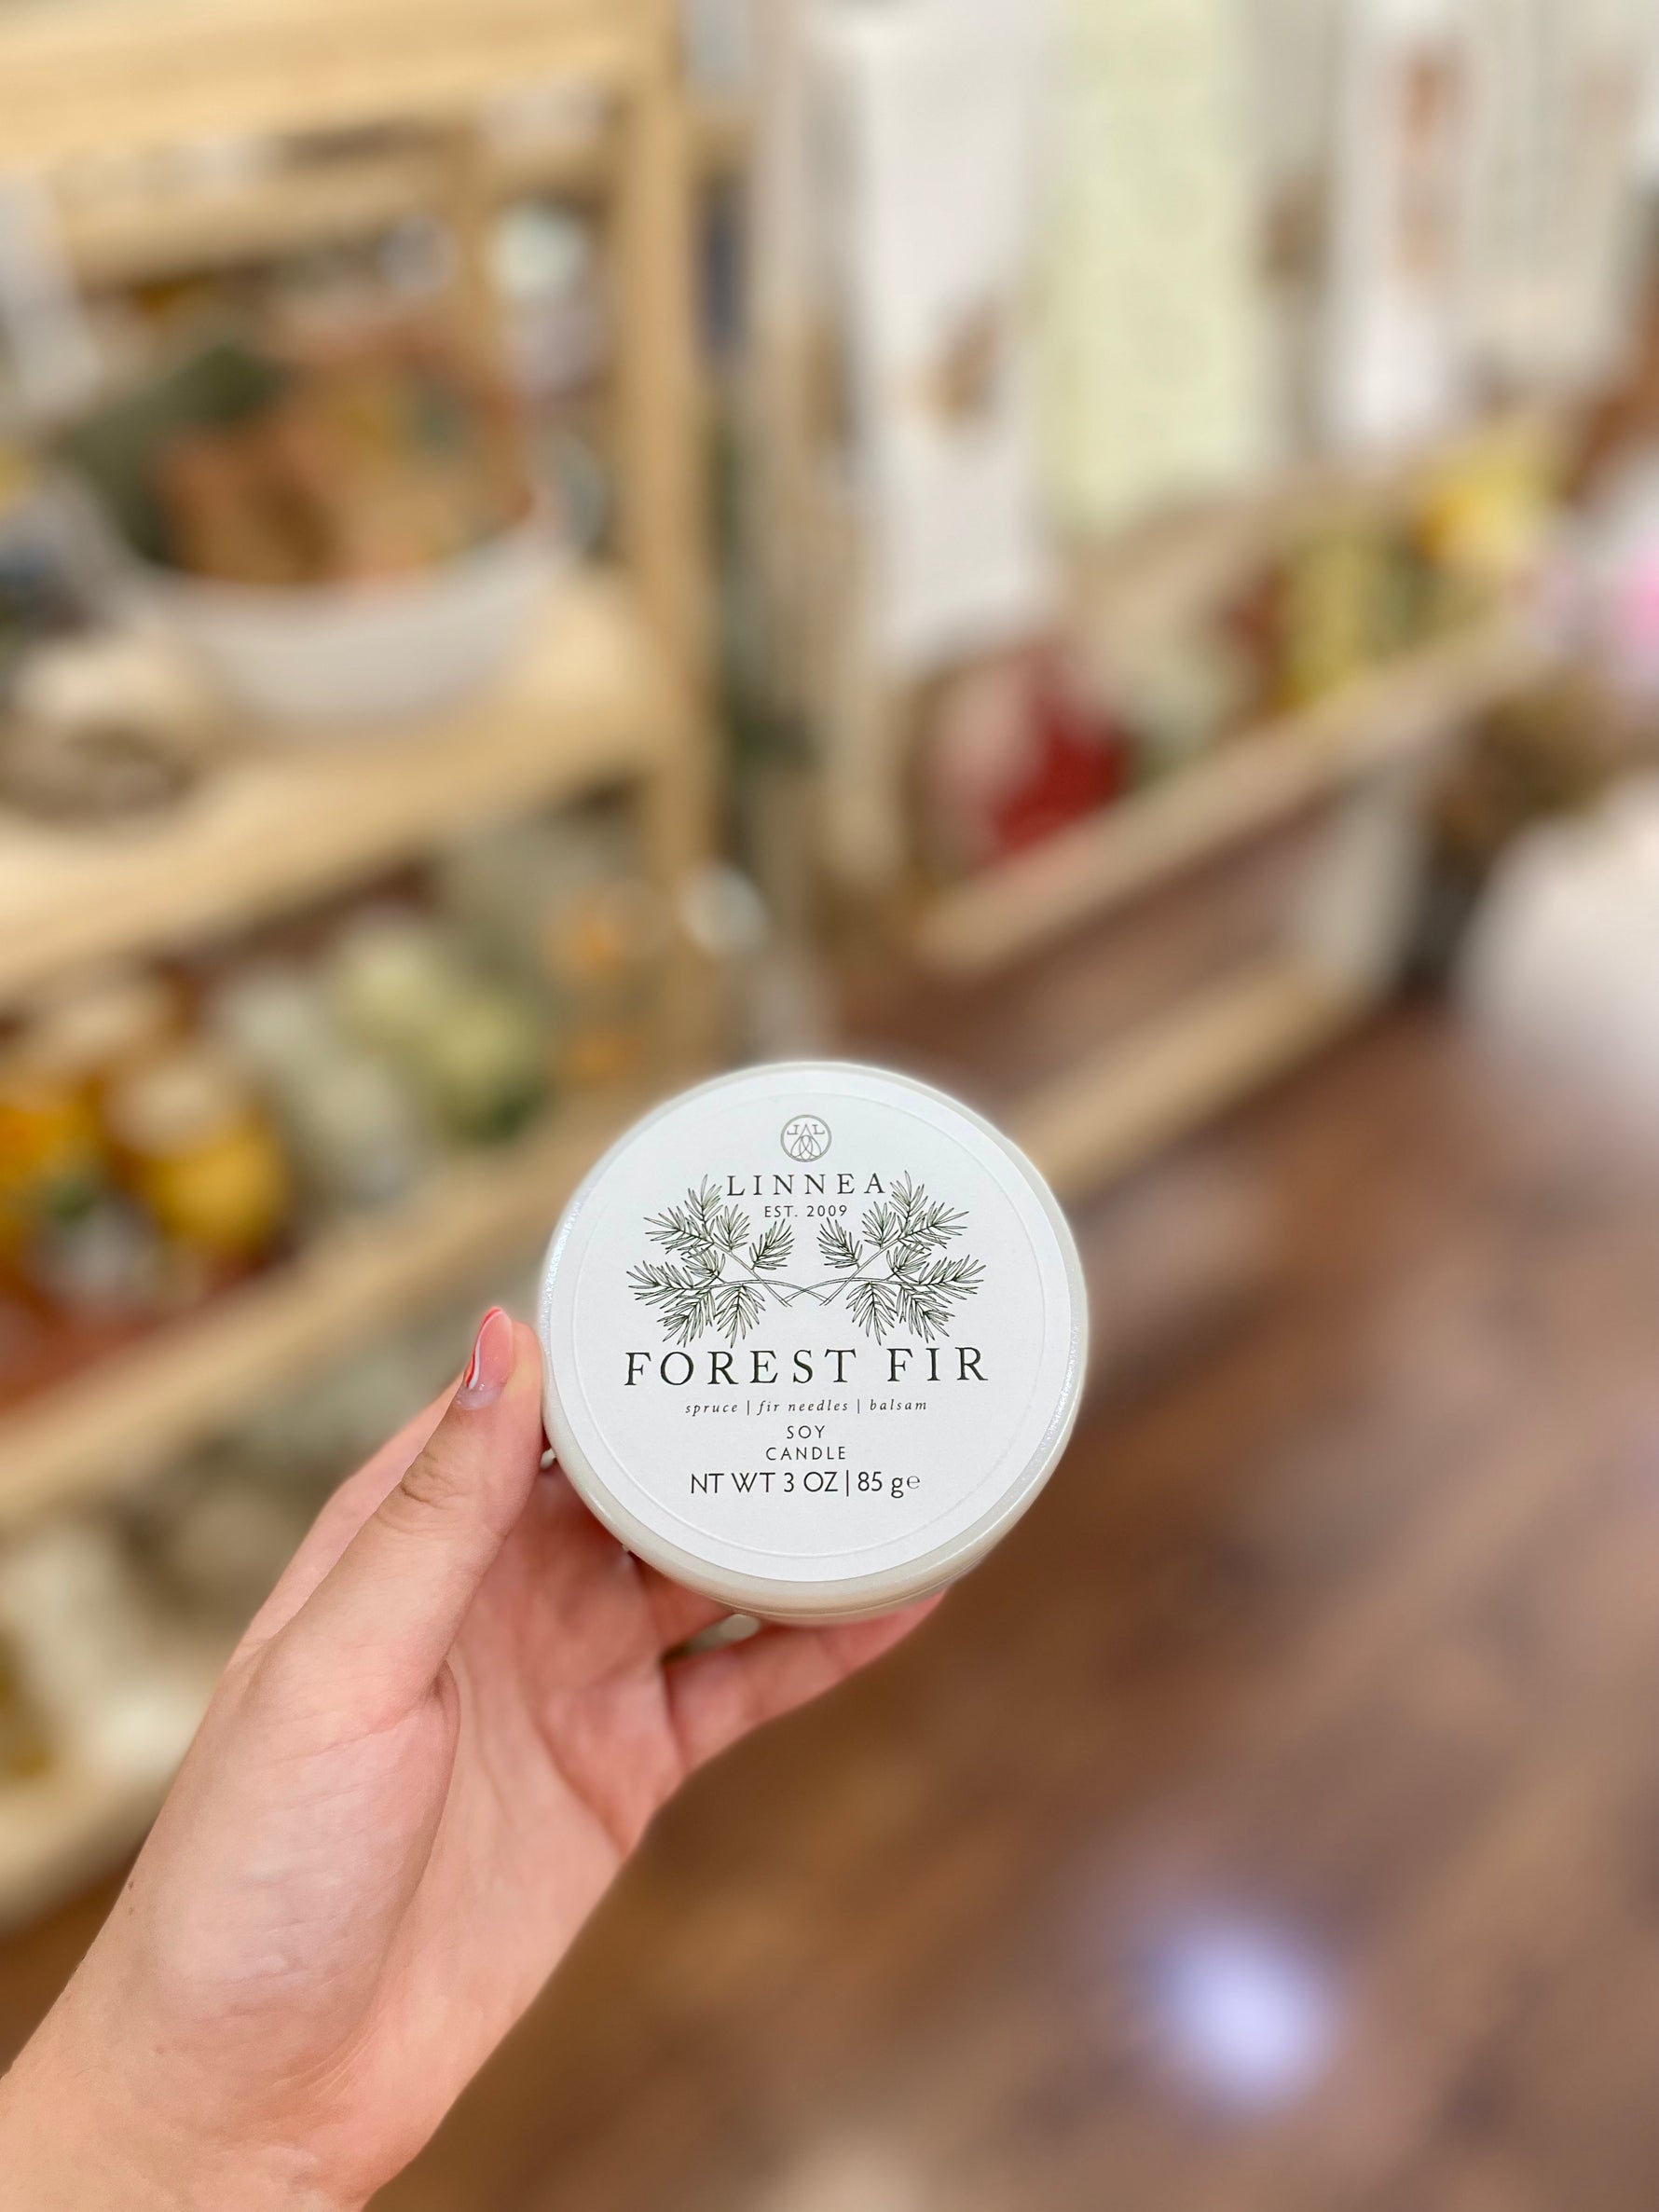 LINNEA
EST. 2009
FOREST FIR
spruce | fir needles | balsam
SOY
CANDLE
NT WT 3 OZ | 85 g℮